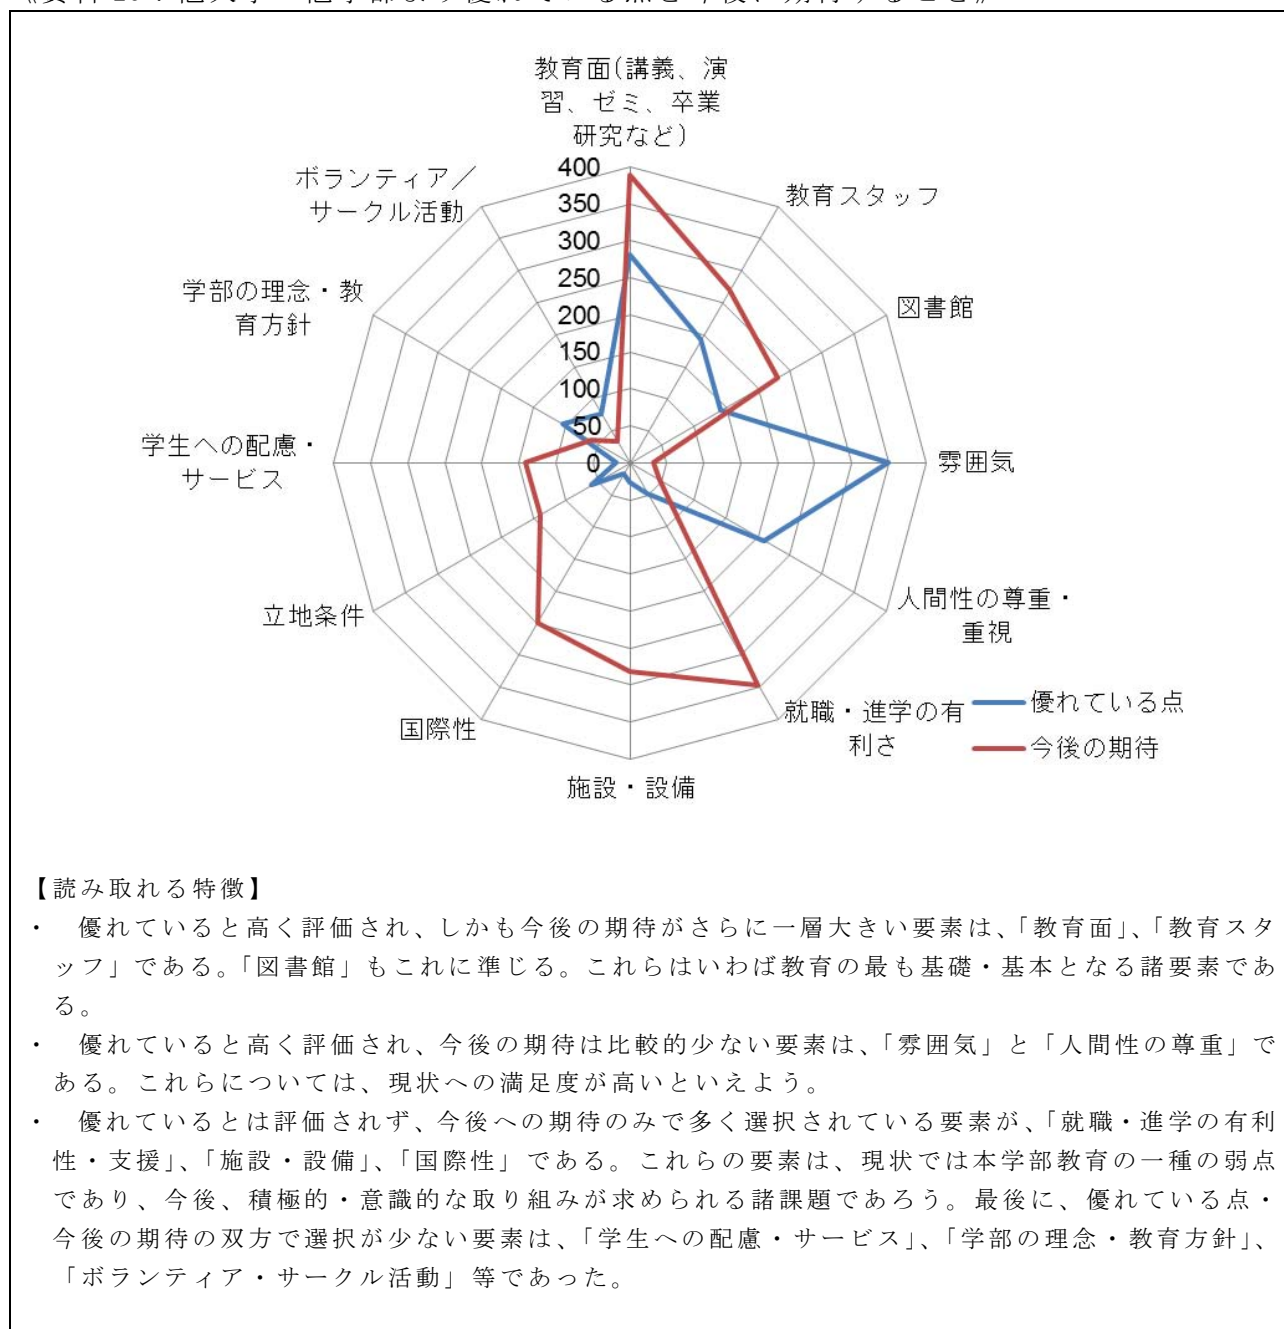 教育面(講義、演
習、ゼミ、卒業
研究など)
400
350
300
250
200
150
100
50
0
教育スタッフ
図書館
雰囲気
人間性の尊重・
重視
就職・進学の有
利さ
施設・設備
国際性
立地条件
学生への配慮・
サービス
学部の理念・教
育方針
ボランティア／
サークル活動
優れている点
今後の期待
【読み取れる特徴】
・ 優れていると高く評価され、しかも今後の期待がさらに一層大きい要素は、「教育面」、「教育スタ
ッフ」である。「図書館」もこれに準じる。これらはいわば教育の最も基礎・基本となる諸要素であ
る。
・ 優れていると高く評価され、今後の期待は比較的少ない要素は、「雰囲気」と「人間性の尊重」で
ある。これらについては、現状への満足度が高いといえよう。
・ 優れているとは評価されず、今後への期待のみで多く選択されている要素が、「就職・進学の有利
性・支援」、「施設・設備」、「国際性」である。これらの要素は、現状では本学部教育の一種の弱点
であり、今後、積極的・意識的な取り組みが求められる諸課題であろう。最後に、優れている点・
今後の期待の双方で選択が少ない要素は、「学生への配慮・サービス」、「学部の理念・教育方針」、
「ボランティア・サークル活動」等であった。